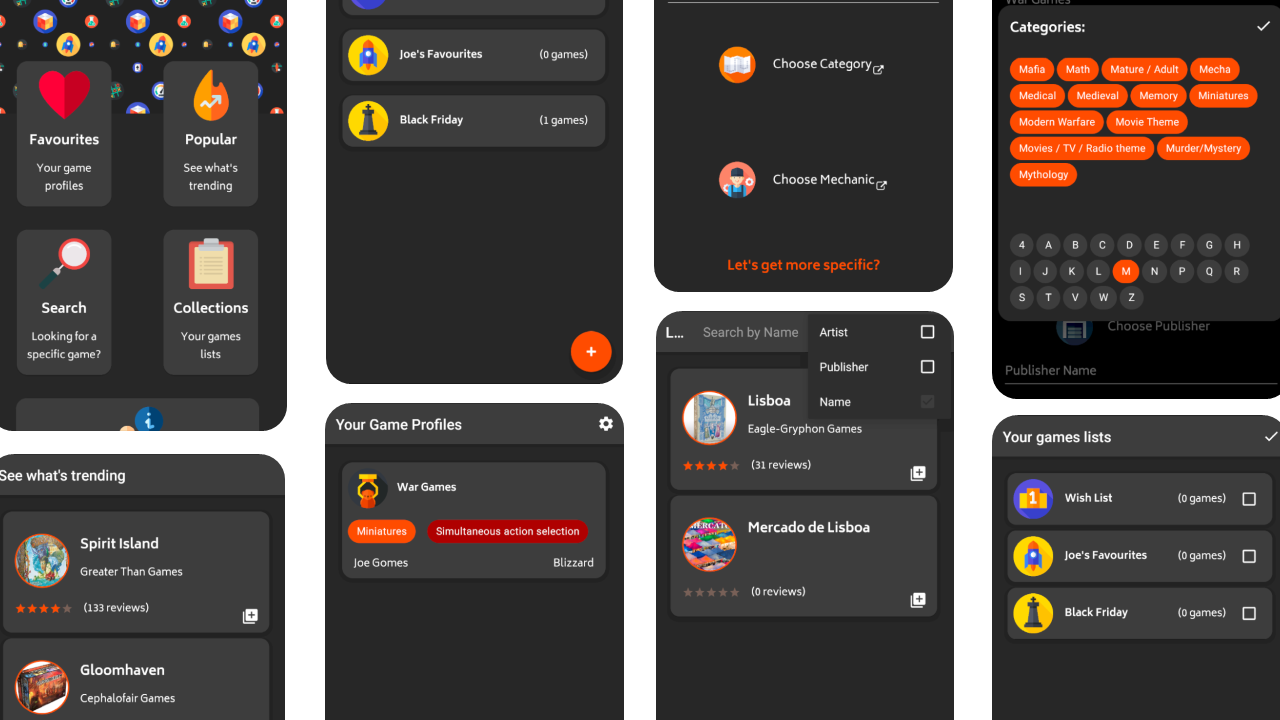 Favourites
Your game
profiles
Popular
See what's
trending
Search
Looking for a
specific game?
Collections
Your games
lists
See what's trending
Spirit Island
Greater Than Games
(133 reviews)
Gloomhaven
Cephalofair Games
Joe's Favourites (0 games)
Black Friday (1 games)
Your Game Profiles
War Games
Miniatures Simultaneous action selection
Joe Gomes Blizzard
Choose Category
Choose Mechanic
Let's get more specific?
L... Search by Name
Artist
Publisher
Name
Lisboa
Eagle-Gryphon Games
(31 reviews)
Mercado de Lisboa
(0 reviews)
War Games
Categories:
Mafia Math Mature / Adult Mecha
Medical Medieval Memory Miniatures
Modern Warfare Movie Theme
Movies / TV / Radio theme Murder/Mystery
Mythology
4 A B C D E F G H
I J K L M N P Q R
S T V W Z
Choose Publisher
Publisher Name
Your games lists
1
Wish List (0 games)
Joe's Favourites (0 games)
Black Friday (0 games)